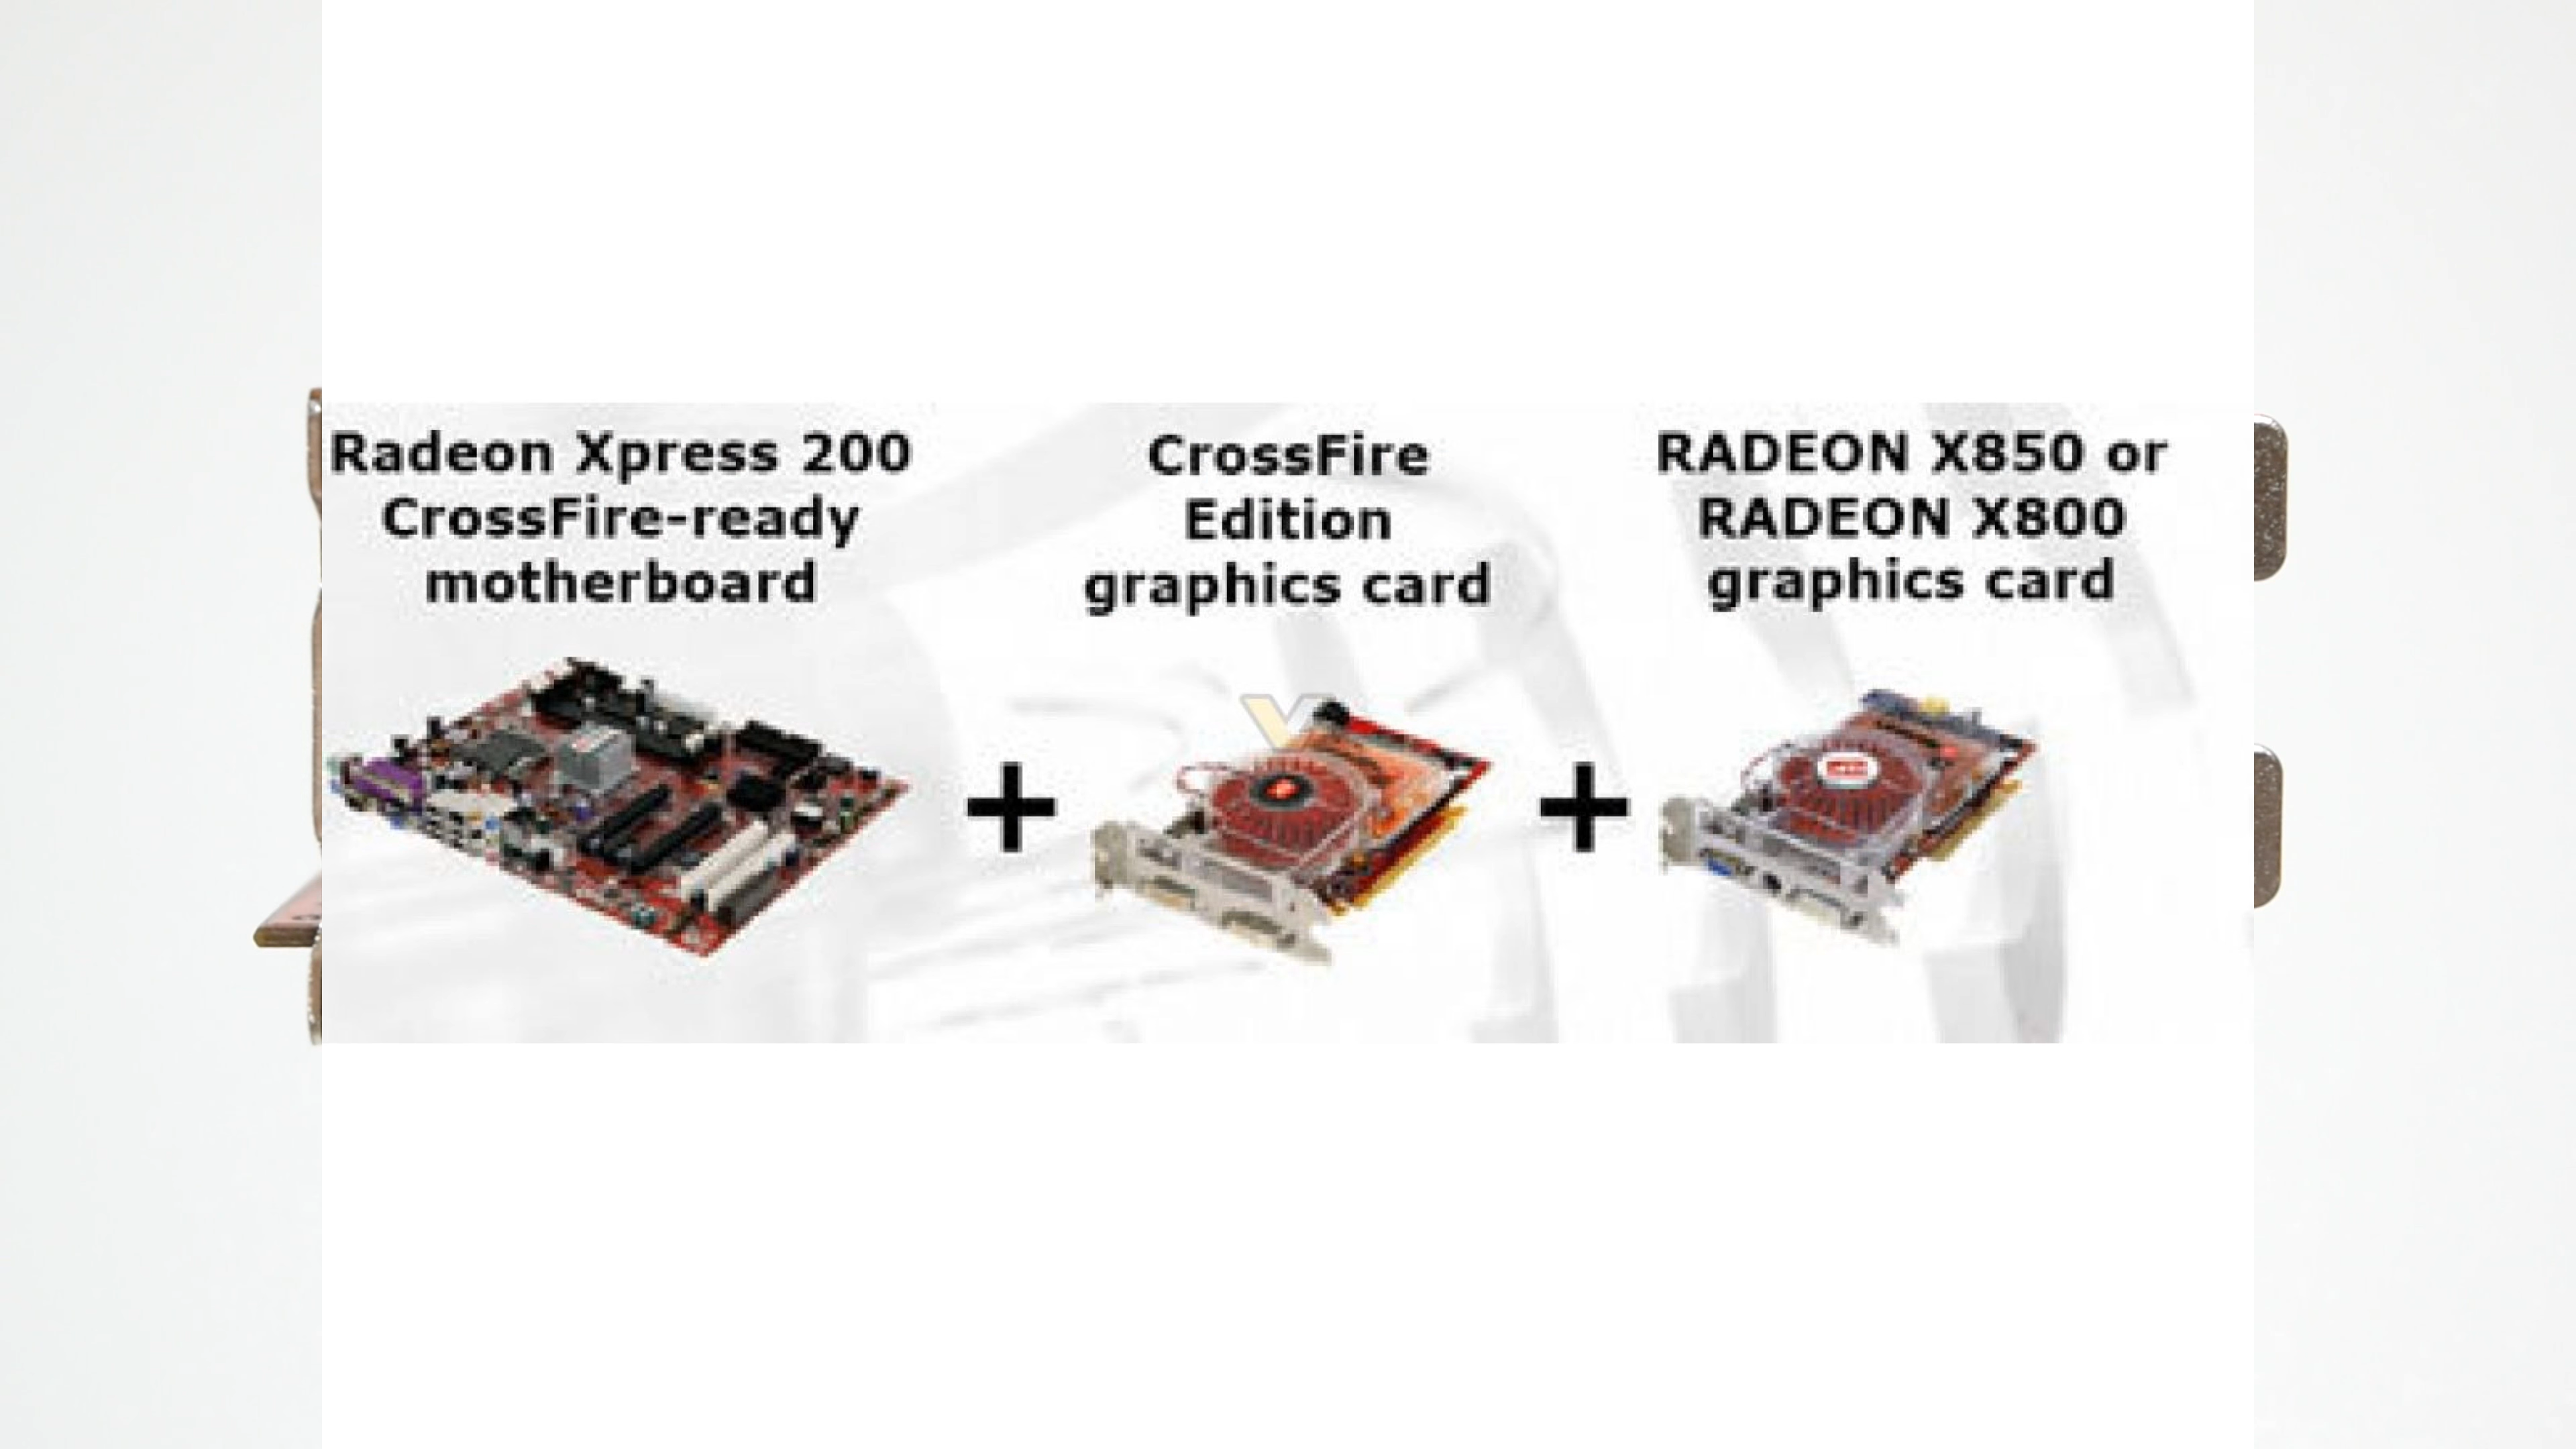 Radeon Xpress 200
CrossFire-ready
motherboard
CrossFire
Edition
graphics card
RADEON X850 or
RADEON X800
graphics card